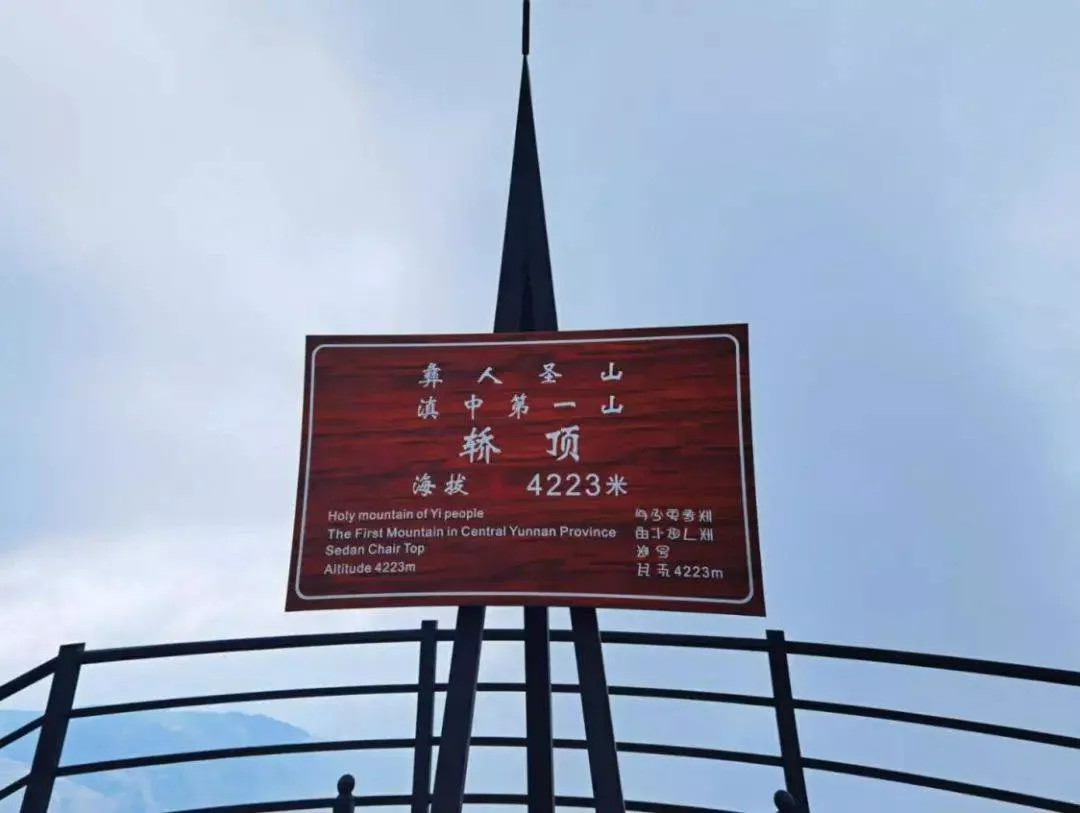 彝人圣山
滇中第一山
轿顶
海拔 4223米
Holy mountain of Yi people
The First Mountain in Central Yunnan Province
Sedan Chair Top
Altitude 4223m
4223m